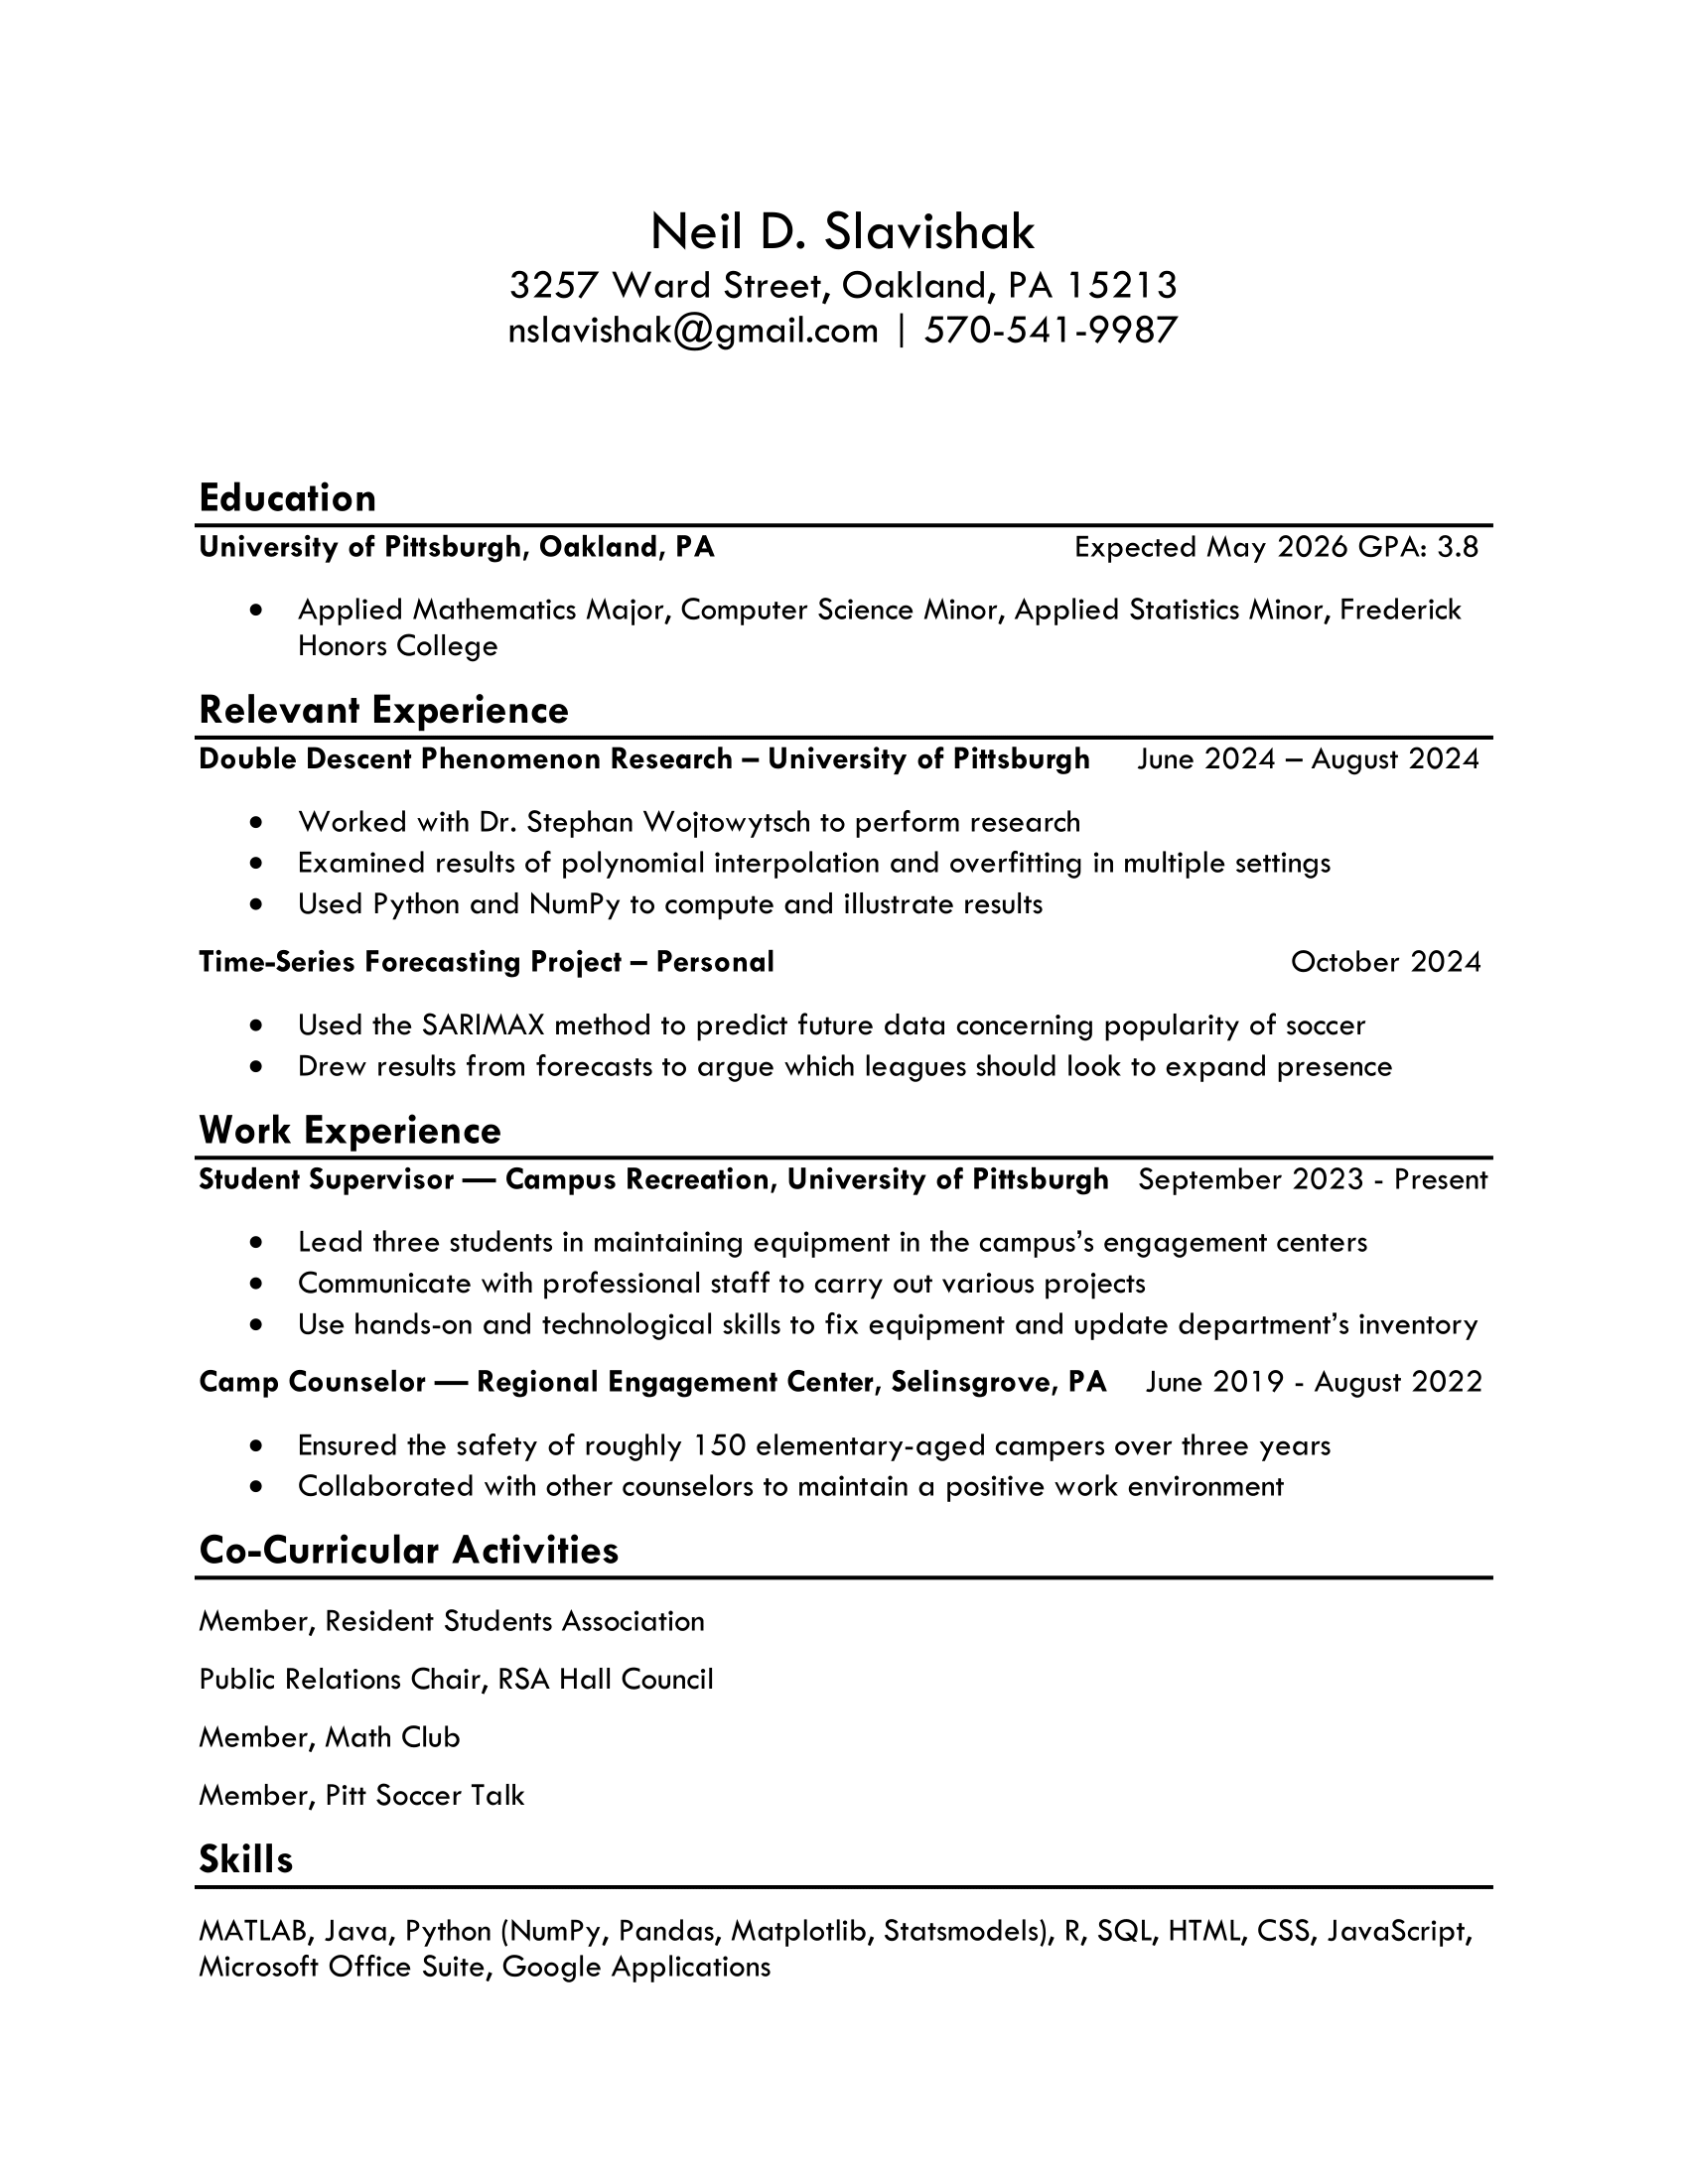 Neil D. Slavishak
3257 Ward Street, Oakland, PA 15213
nslavishak@gmail.com | 570-541-9987
Education
University of Pittsburgh, Oakland, PA Expected May 2026 GPA: 3.8
• Applied Mathematics Major, Computer Science Minor, Applied Statistics Minor, Frederick
Honors College
Relevant Experience
Double Descent Phenomenon Research – University of Pittsburgh June 2024 – August 2024
• Worked with Dr. Stephan Wojtowytsch to perform research
• Examined results of polynomial interpolation and overfitting in multiple settings
• Used Python and NumPy to compute and illustrate results
Time-Series Forecasting Project – Personal October 2024
• Used the SARIMAX method to predict future data concerning popularity of soccer
• Drew results from forecasts to argue which leagues should look to expand presence
Work Experience
Student Supervisor — Campus Recreation, University of Pittsburgh September 2023 - Present
• Lead three students in maintaining equipment in the campus’s engagement centers
• Communicate with professional staff to carry out various projects
• Use hands-on and technological skills to fix equipment and update department’s inventory
Camp Counselor — Regional Engagement Center, Selinsgrove, PA June 2019 - August 2022
• Ensured the safety of roughly 150 elementary-aged campers over three years
• Collaborated with other counselors to maintain a positive work environment
Co-Curricular Activities
Member, Resident Students Association
Public Relations Chair, RSA Hall Council
Member, Math Club
Member, Pitt Soccer Talk
Skills
MATLAB, Java, Python (NumPy, Pandas, Matplotlib, Statsmodels), R, SQL, HTML, CSS, JavaScript,
Microsoft Office Suite, Google Applications